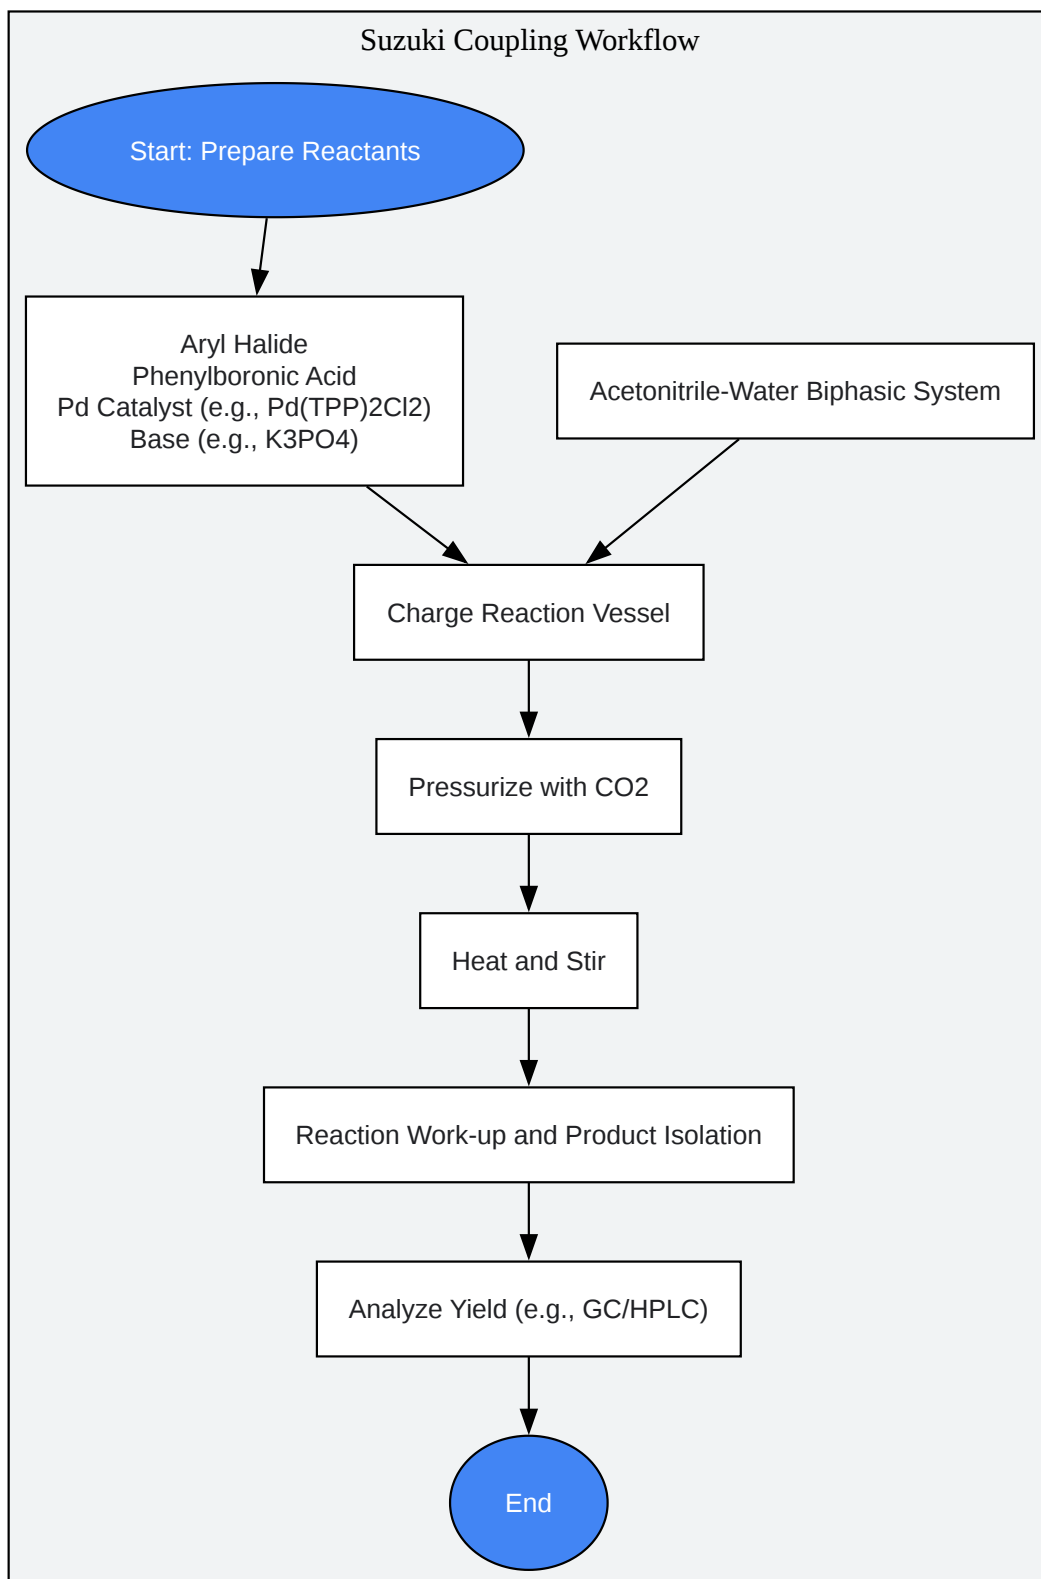 Suzuki Coupling Workflow
Start: Prepare Reactants
Aryl Halide
Phenylboronic Acid
Pd Catalyst (e.g., Pd(TPP)2Cl2)
Base (e.g., K3PO4)
Acetonitrile-Water Biphasic System
Charge Reaction Vessel
Pressurize with CO2
Heat and Stir
Reaction Work-up and Product Isolation
Analyze Yield (e.g., GC/HPLC)
End